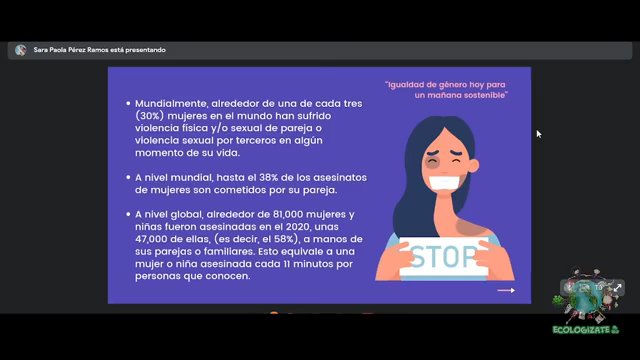 Sara Paola Pérez Ramos está presentando
"Igualdad de género hoy para
un mañana sostenible"
• Mundialmente, alrededor de una de cada tres
(30%) mujeres en el mundo han sufrido
violencia física y/o sexual de pareja o
violencia sexual por terceros en algún
momento de su vida.
• A nivel mundial, hasta el 38% de los asesinatos
de mujeres son cometidos por su pareja.
• A nivel global, alrededor de 81,000 mujeres y
niñas fueron asesinadas en el 2020, unas
47,000 de ellas, (es decir, el 58%), a manos de
sus parejas o familiares. Esto equivale a una
mujer o niña asesinada cada 11 minutos por
personas que conocen.
STOP
ECOLOGIZATE